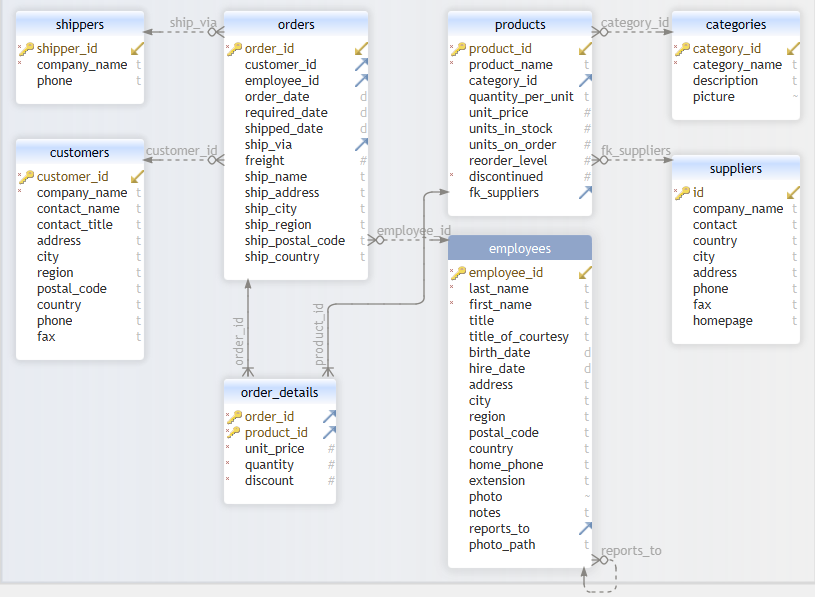 shippers
shipper_id
company_name t
phone t
ship_via
orders
order_id
customer_id
employee_id
order_date d
required_date d
shipped_date d
ship_via
freight #
ship_name t
ship_address t
ship_city t
ship_region t
ship_postal_code t
ship_country t
products
product_id
product_name t
category_id
quantity_per_unit t
unit_price #
units_in_stock #
units_on_order #
reorder_level #
discontinued #
fk_suppliers
category_id
categories
category_id
category_name t
description t
picture ~
customers
customer_id
company_name t
contact_name t
contact_title t
address t
city t
region t
postal_code t
country t
phone t
fax t
customer_id
fk_suppliers
suppliers
id
company_name t
contact t
country t
city t
address t
phone t
fax t
homepage t
employee_id
employees
employee_id
last_name t
first_name t
title t
title_of_courtesy t
birth_date d
hire_date d
address t
city t
region t
postal_code t
country t
home_phone t
extension t
photo ~
notes t
reports_to
photo_path t
order_id
product_id
order_details
order_id
product_id
unit_price #
quantity #
discount #
reports_to